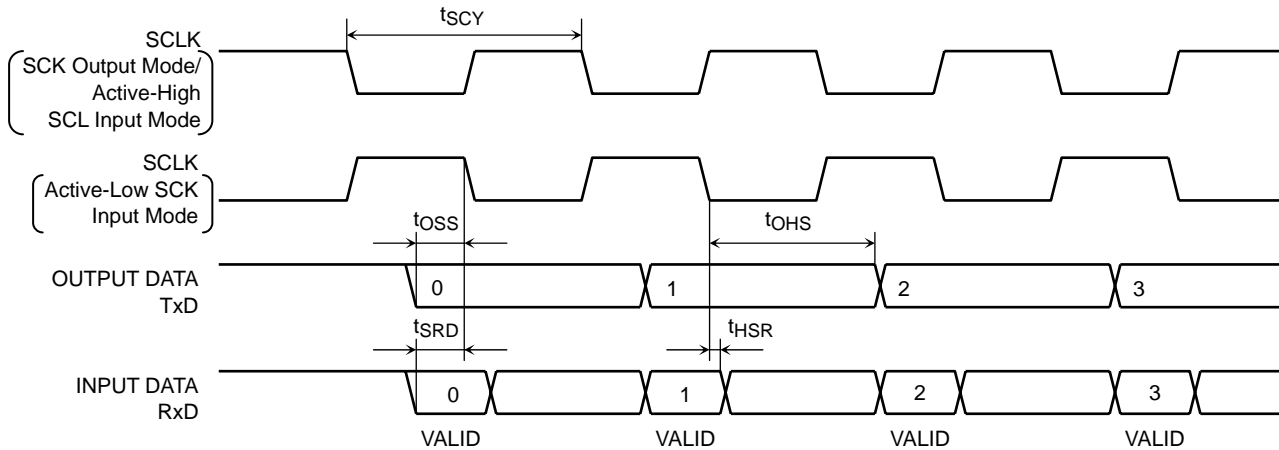 tSCY
SCLK
SCK Output Mode/
Active-High
SCL Input Mode
SCLK
Active-Low SCK
Input Mode
tOSS
tOHS
OUTPUT DATA
TxD
0
1
2
3
tSRD
tHSR
INPUT DATA
RxD
0
1
2
3
VALID
VALID
VALID
VALID